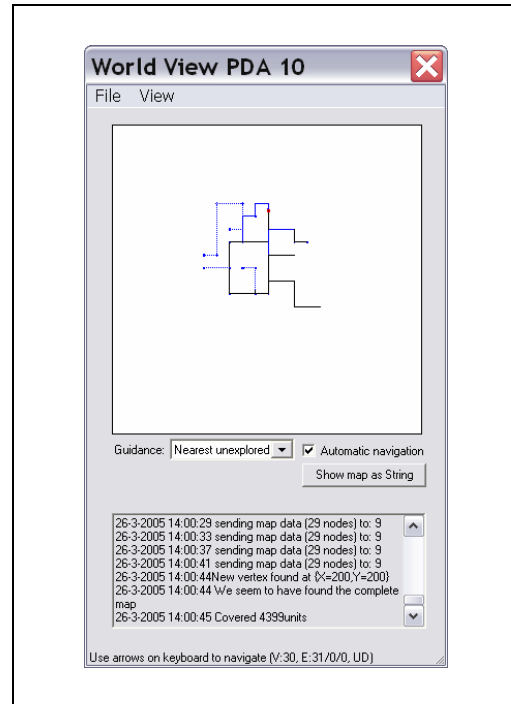 World View PDA 10
File View
Guidance: Nearest unexplored Automatic navigation
Show map as String
26-3-2005 14:00:29 sending map data (29 nodes) to: 9
26-3-2005 14:00:33 sending map data (29 nodes) to: 9
26-3-2005 14:00:37 sending map data (29 nodes) to: 9
26-3-2005 14:00:41 sending map data (29 nodes) to: 9
26-3-2005 14:00:44New vertex found at {X=200,Y=200}
26-3-2005 14:00:44 We seem to have found the complete
map
26-3-2005 14:00:45 Covered 4399units
Use arrows on keyboard to navigate (V:30, E:31/0/0, UD)